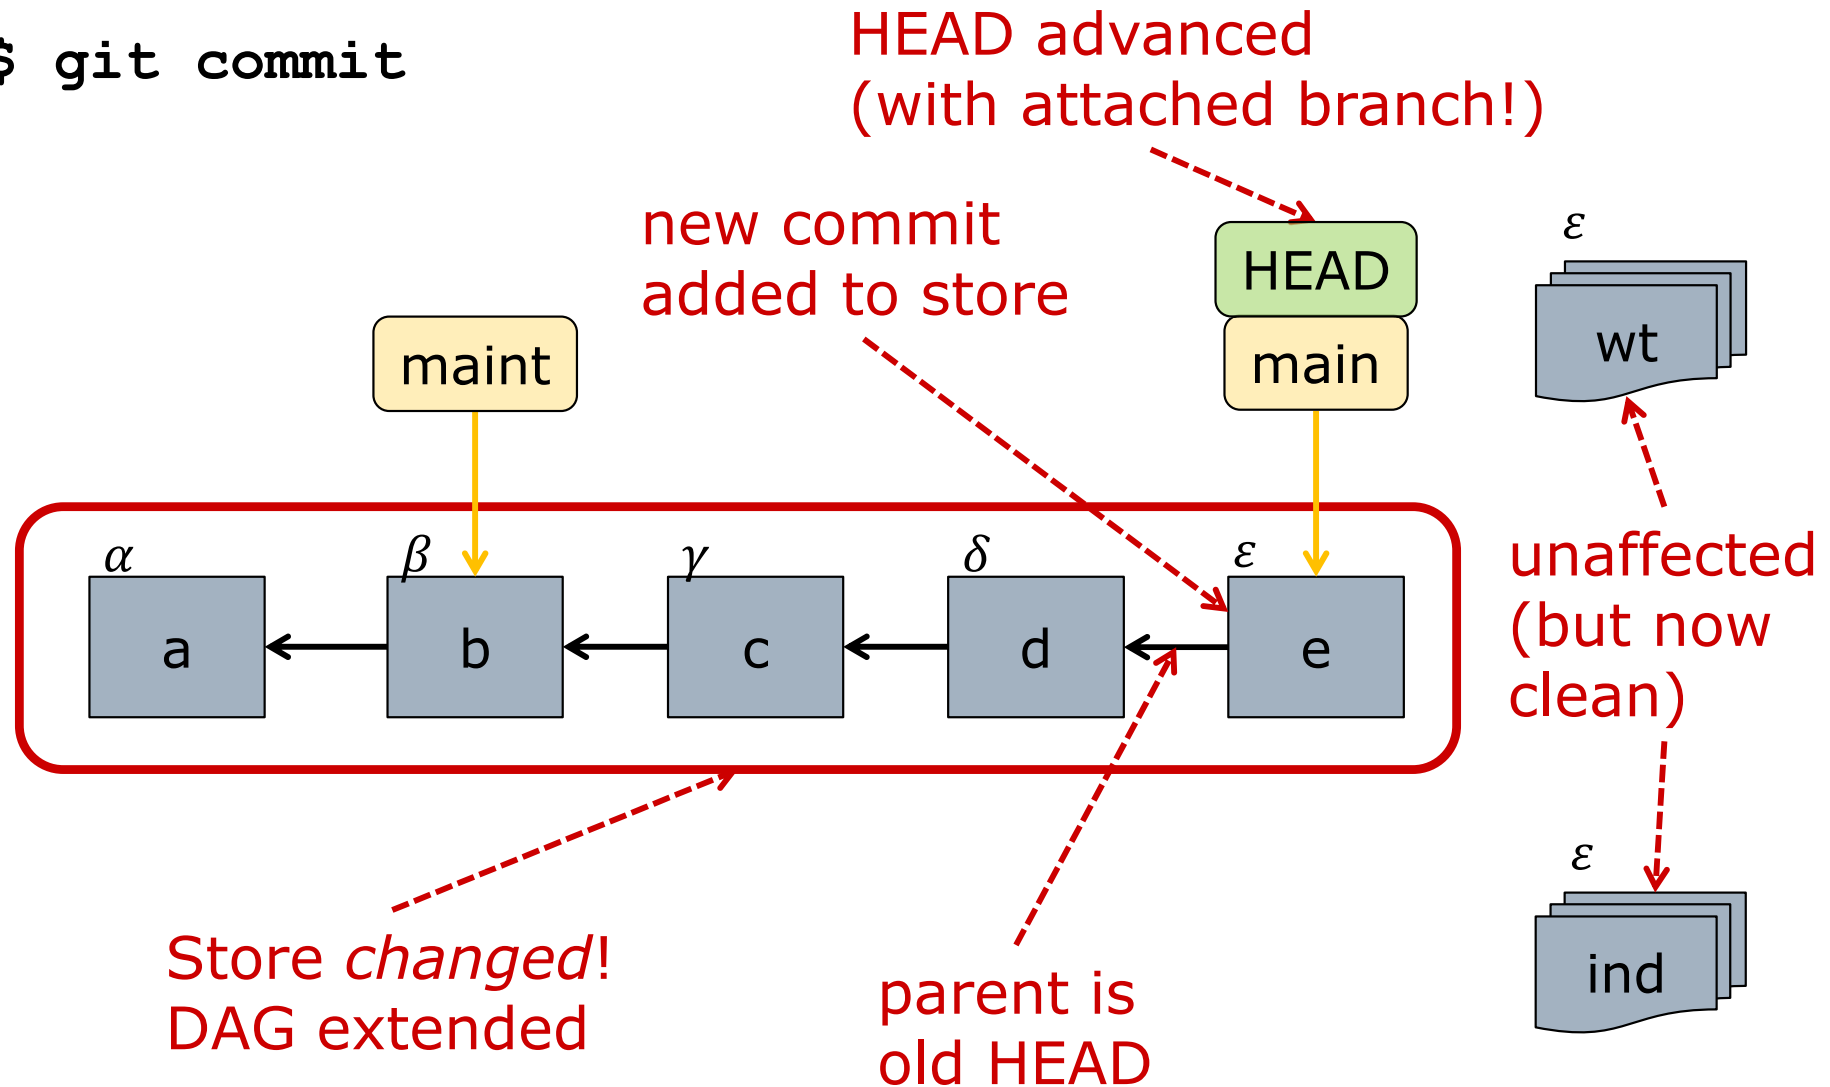 $ git commit
HEAD advanced
(with attached branch!)
new commit
added to store
HEAD
main
maint
ε
wt
α
β
γ
δ
ε
a
b
c
d
e
unaffected
(but now
clean)
Store changed!
DAG extended
parent is
old HEAD
ε
ind